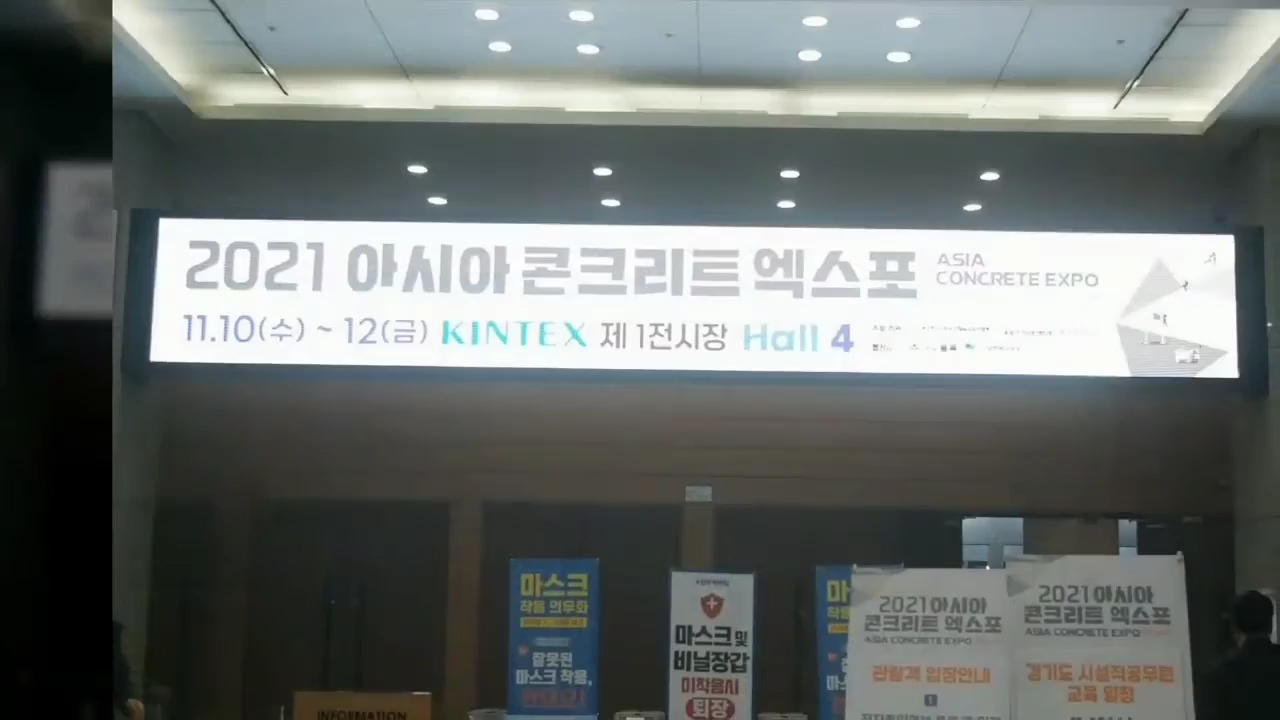 2021 아시아 콘크리트 엑스포 ASIA CONCRETE EXPO
11.10(수) ~ 12(금) KINTEX 제1전시장 Hall 4
마스크
착용 의무화
잘못된
마스크 착용,
마스크 및
비닐장갑
미착용시
퇴장
마
2021 아시아
콘크리트 엑스포
ASIA CONCRETE EXPO
관람객 입장안내
1
2021 아시아
콘크리트 엑스포
ASIA CONCRETE EXPO
경기도 시설직공무원
교육 일정
INFORMATION